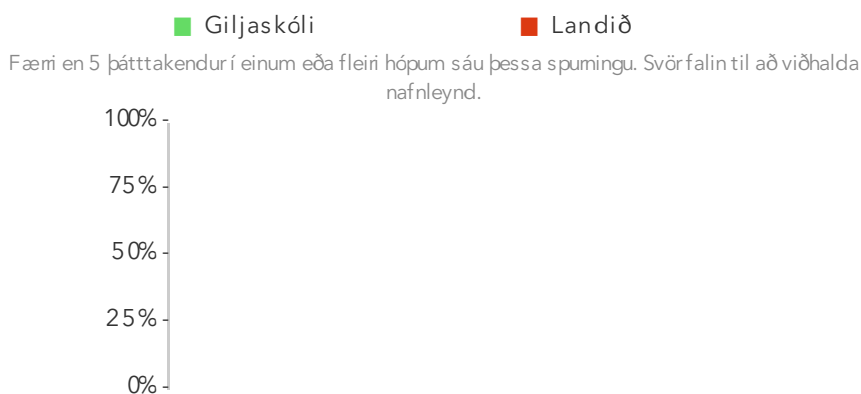 Giljaskóli Landið
Færri en 5 þátttakendur í einum eða fleiri hópum sáu þessa spurningu. Svör falin til að viðhalda
nafnleynd.
100%
75%
50%
25%
0%